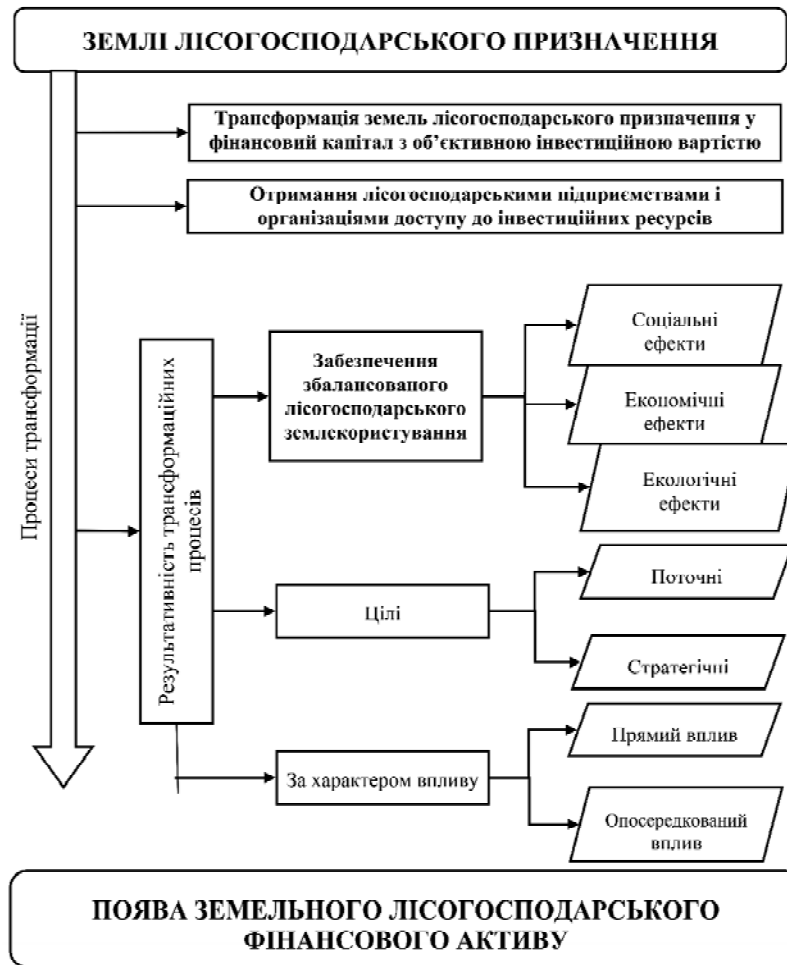 ЗЕМЛІ ЛІСОГОСПОДАРСЬКОГО ПРИЗНАЧЕННЯ
Трансформація земель лісогосподарського призначення у
фінансовий капітал з об’єктивною інвестиційною вартістю
Отримання лісогосподарськими підприємствами і
організаціями доступу до інвестиційних ресурсів
Процеси трансформації
Результативність трансформаційних
процесів
Забезпечення
збалансованого
лісогосподарського
землекористування
Соціальні
ефекти
Економічні
ефекти
Екологічні
ефекти
Цілі
Поточні
Стратегічні
За характером впливу
Прямий вплив
Опосередкований
вплив
ПОЯВА ЗЕМЕЛЬНОГО ЛІСОГОСПОДАРСЬКОГО
ФІНАНСОВОГО АКТИВУ